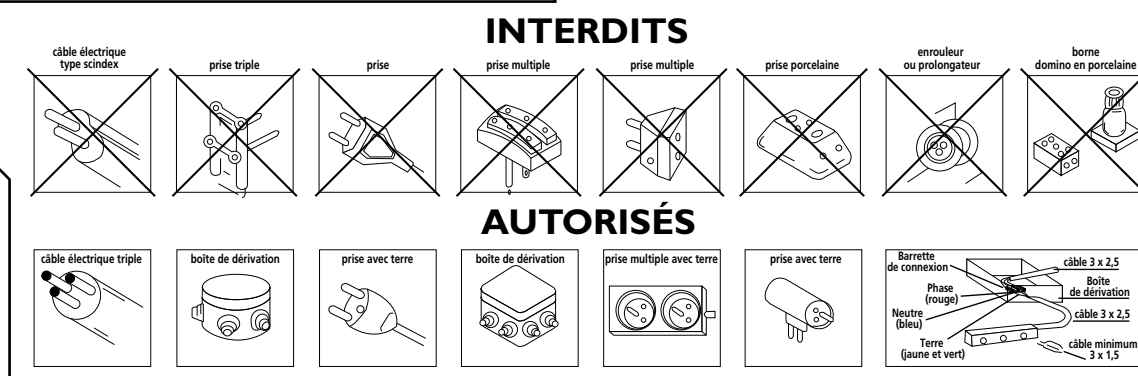 INTERDITS
câble électrique
type scindex
prise triple
prise
prise multiple
prise multiple
prise porcelaine
enrouleur
ou prolongateur
borne
domino en porcelaine
AUTORISÉS
câble électrique triple
boîte de dérivation
prise avec terre
boîte de dérivation
prise multiple avec terre
prise avec terre
Barrette
de connexion
Phase
(rouge)
Neutre
(bleu)
Terre
(jaune et vert)
câble 3 x 2,5
Boîte
de dérivation
câble 3 x 2,5
câble minimum
3 x 1,5